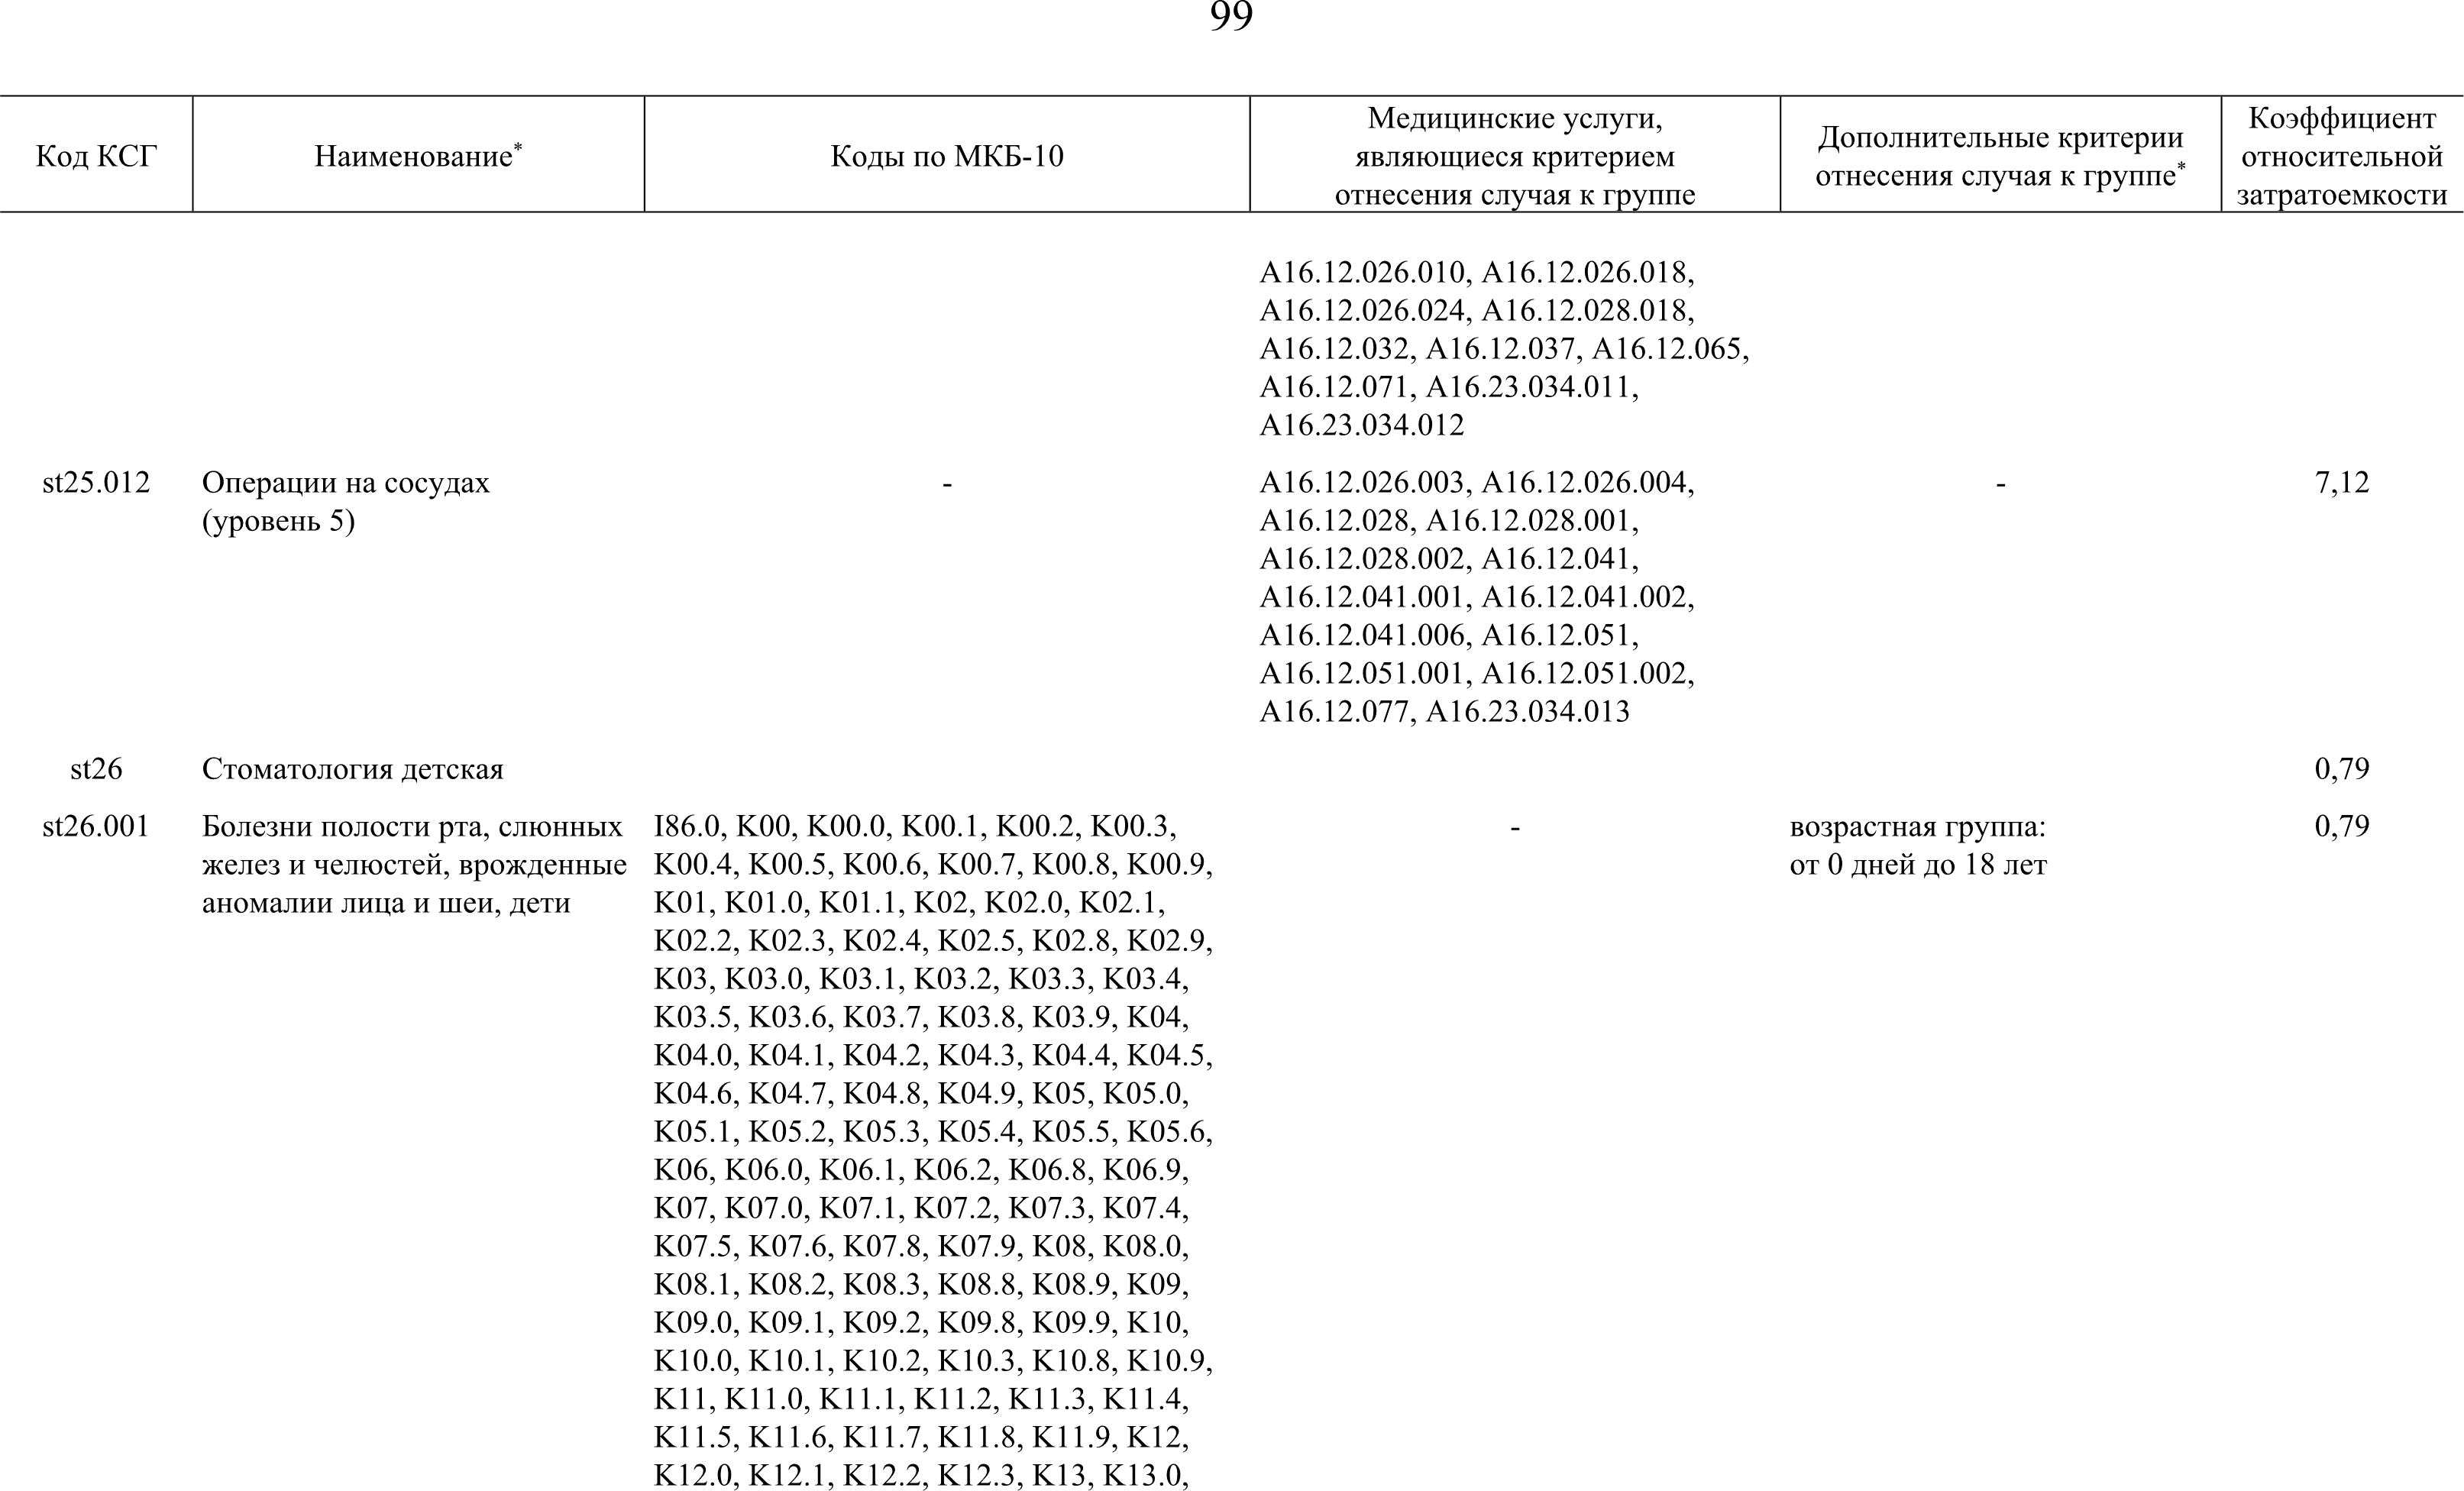 99
Код КСГ
Наименование*
Коды по МКБ-10
Медицинские услуги,
являющиеся критерием
отнесения случая к группе
Дополнительные критерии
отнесения случая к группе*
Коэффициент
относительной
затратоемкости
A16.12.026.010, A16.12.026.018,
A16.12.026.024, A16.12.028.018,
A16.12.032, A16.12.037, A16.12.065,
A16.12.071, A16.23.034.011,
A16.23.034.012
st25.012
Операции на сосудах
(уровень 5)
-
A16.12.026.003, A16.12.026.004,
A16.12.028, A16.12.028.001,
A16.12.028.002, A16.12.041,
A16.12.041.001, A16.12.041.002,
A16.12.041.006, A16.12.051,
A16.12.051.001, A16.12.051.002,
A16.12.077, A16.23.034.013
-
7,12
st26
Стоматология детская
0,79
st26.001
Болезни полости рта, слюнных
желез и челюстей, врожденные
аномалии лица и шеи, дети
I86.0, K00, K00.0, K00.1, K00.2, K00.3,
K00.4, K00.5, K00.6, K00.7, K00.8, K00.9,
K01, K01.0, K01.1, K02, K02.0, K02.1,
K02.2, K02.3, K02.4, K02.5, K02.8, K02.9,
K03, K03.0, K03.1, K03.2, K03.3, K03.4,
K03.5, K03.6, K03.7, K03.8, K03.9, K04,
K04.0, K04.1, K04.2, K04.3, K04.4, K04.5,
K04.6, K04.7, K04.8, K04.9, K05, K05.0,
K05.1, K05.2, K05.3, K05.4, K05.5, K05.6,
K06, K06.0, K06.1, K06.2, K06.8, K06.9,
K07, K07.0, K07.1, K07.2, K07.3, K07.4,
K07.5, K07.6, K07.8, K07.9, K08, K08.0,
K08.1, K08.2, K08.3, K08.8, K08.9, K09,
K09.0, K09.1, K09.2, K09.8, K09.9, K10,
K10.0, K10.1, K10.2, K10.3, K10.8, K10.9,
K11, K11.0, K11.1, K11.2, K11.3, K11.4,
K11.5, K11.6, K11.7, K11.8, K11.9, K12,
K12.0, K12.1, K12.2, K12.3, K13, K13.0,
-
возрастная группа:
от 0 дней до 18 лет
0,79